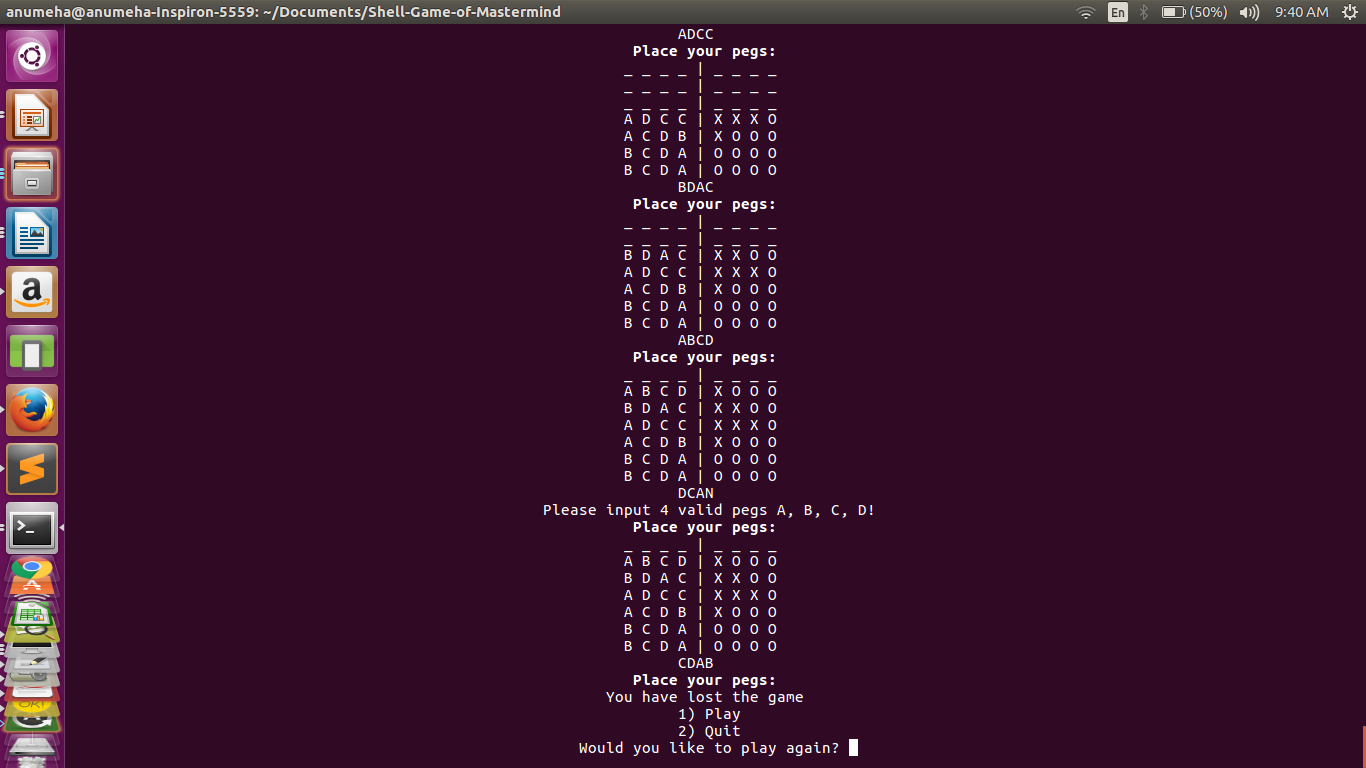 anumeha@anumeha-Inspiron-5559: ~/Documents/Shell-Game-of-Mastermind En (50%) 9:40 AM
ADCC
Place your pegs:
_ _ _ _ | _ _ _ _
_ _ _ _ | _ _ _ _
_ _ _ _ | _ _ _ _
A D C C | X X X O
A C D B | X O O O
B C D A | O O O O
B C D A | O O O O
BDAC
Place your pegs:
_ _ _ _ | _ _ _ _
_ _ _ _ | _ _ _ _
B D A C | X X O O
A D C C | X X X O
A C D B | X O O O
B C D A | O O O O
B C D A | O O O O
ABCD
Place your pegs:
_ _ _ _ | _ _ _ _
A B C D | X O O O
B D A C | X X O O
A D C C | X X X O
A C D B | X O O O
B C D A | O O O O
B C D A | O O O O
DCAN
Please input 4 valid pegs A, B, C, D!
Place your pegs:
_ _ _ _ | _ _ _ _
A B C D | X O O O
B D A C | X X O O
A D C C | X X X O
A C D B | X O O O
B C D A | O O O O
B C D A | O O O O
CDAB
Place your pegs:
You have lost the game
1) Play
2) Quit
Would you like to play again?